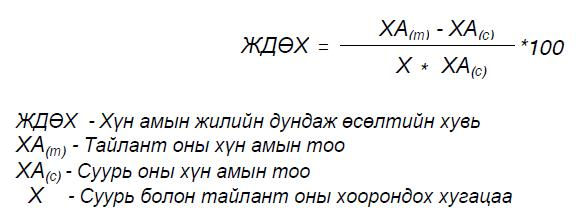 ЖДӨХ = ХА(т) - ХА(с) / Х * ХА(с) *100
ЖДӨХ - Хүн амын жилийн дундаж өсөлтийн хувь
ХА(т) - Тайлант оны хүн амын тоо
ХА(с) - Суурь оны хүн амын тоо
Х - Суурь болон тайлант оны хоорондох хугацаа